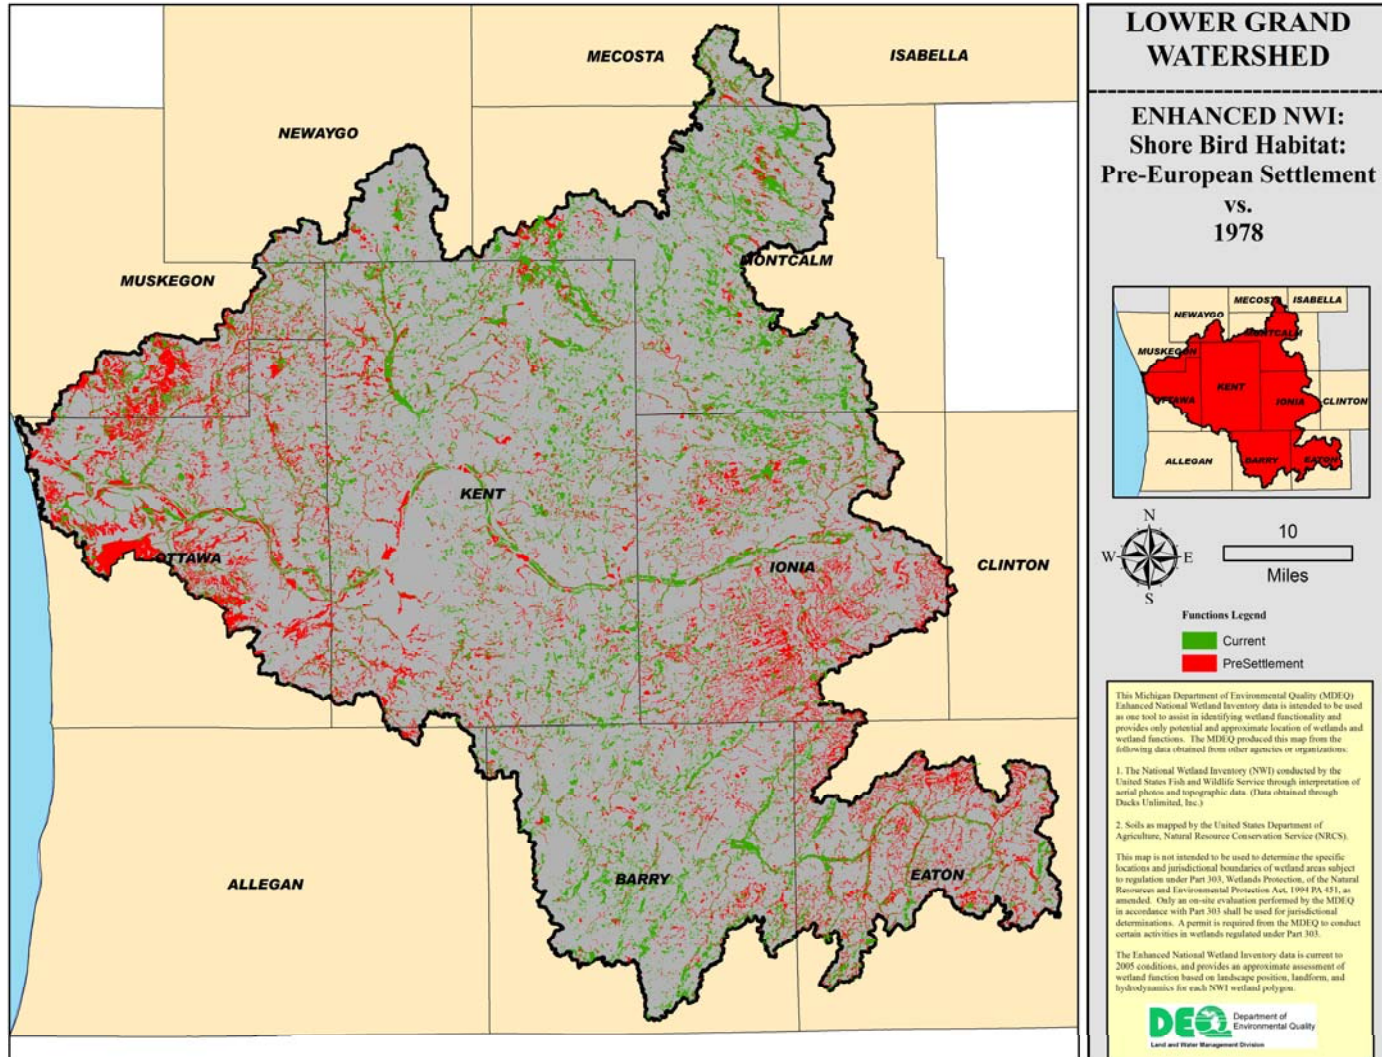 MECOSTA
ISABELLA
NEWAYGO
MUSKEGON
MONTCALM
KENT
OTTAWA
IONIA
CLINTON
ALLEGAN
BARRY
EATON
LOWER GRAND
WATERSHED
ENHANCED NWI:
Shore Bird Habitat:
Pre-European Settlement
vs.
1978
MECOSTA
ISABELLA
NEWAYGO
MONTCALM
MUSKEGON
KENT
OTTAWA
IONIA
CLINTON
ALLEGAN
BARRY
EATON
N
W
E
S
10
Miles
Functions Legend
Current
PreSettlement
This Michigan Department of Environmental Quality (MDEQ)
Enhanced National Wetland Inventory data is intended to be used
as one tool to assist in identifying wetland functionality and
provides only potential and approximate location of wetlands and
wetland functions. The MDEQ produced this map from the
following data obtained from other agencies or organizations.
1. The National Wetland Inventory (NWI) conducted by the
United States Fish and Wildlife Service through interpretation of
aerial photos and topographic data. (Data obtained through
Ducks Unlimited, Inc.)
2. Soils as mapped by the United States Department of
Agriculture, Natural Resource Conservation Service (NRCS).
This map is not intended to be used to determine the specific
locations and jurisdictional boundaries of wetland areas subject
to regulation under Part 303, Wetlands Protection, of the Natural
Resources and Environmental Protection Act, 1994 PA 451, as
amended. Only an on-site evaluation performed by the MDEQ
in accordance with Part 303 shall be used for jurisdictional
determinations. A permit is required from the MDEQ to conduct
certain activities in wetlands regulated under Part 303.
The Enhanced National Wetland Inventory data is current to
2005 conditions, and provides an approximate assessment of
wetland function based on landscape position, landform, and
hydrodynamics for each NWI wetland polygon.
DEQ
Department of
Environmental Quality
Land and Water Management Division